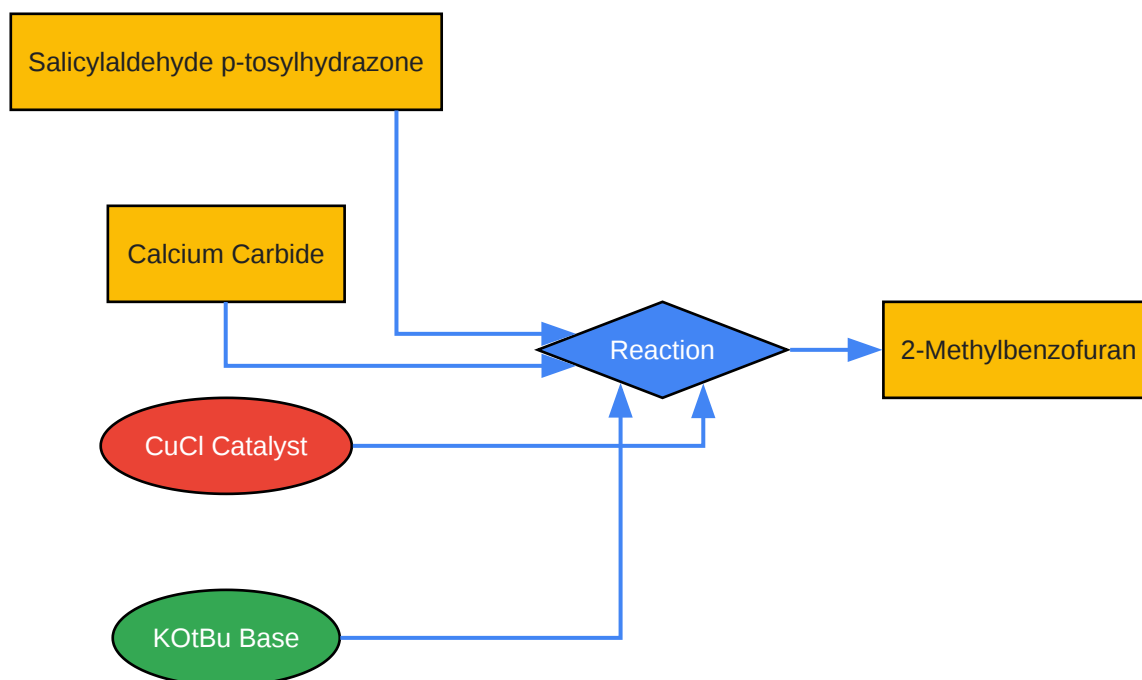 Salicylaldehyde p-tosylhydrazone
Calcium Carbide
Reaction
2-Methylbenzofuran
CuCl Catalyst
KOtBu Base